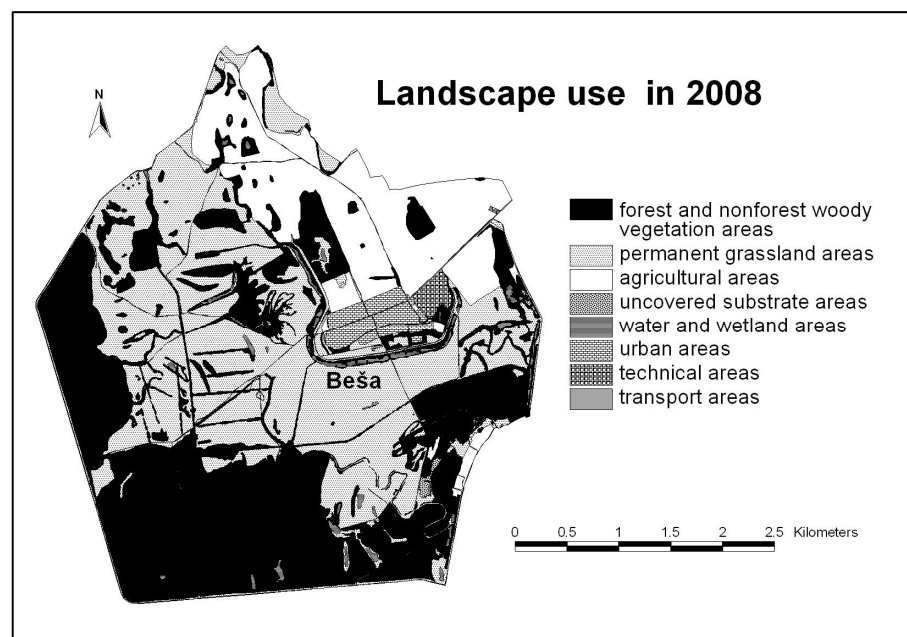 Landscape use in 2008
N
forest and nonforest woody
vegetation areas
permanent grassland areas
agricultural areas
uncovered substrate areas
water and wetland areas
urban areas
technical areas
transport areas
Beša
0 0.5 1 1.5 2 2.5 Kilometers